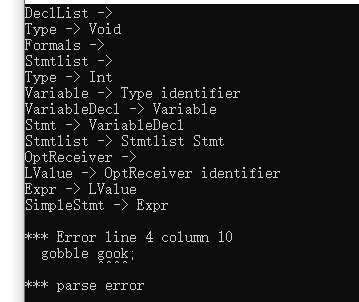 DeclList ->
Type -> Void
Formals ->
Stmtlist ->
Type -> Int
Variable -> Type identifier
VariableDecl -> Variable
Stmt -> VariableDecl
Stmtlist -> Stmtlist Stmt
OptReceiver ->
LValue -> OptReceiver identifier
Expr -> LValue
SimpleStmt -> Expr
*** Error line 4 column 10
gobble gook;
^^^^
*** parse error